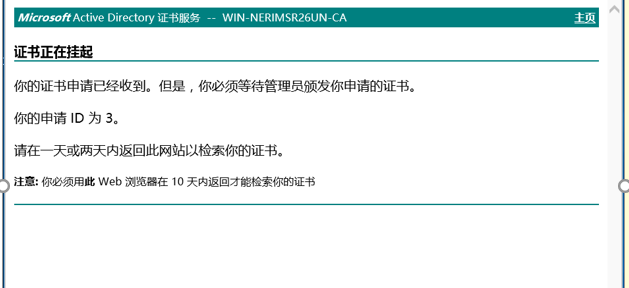 Microsoft Active Directory 证书服务 -- WIN-NERIMSR26UN-CA 主页
证书正在挂起
你的证书申请已经收到。但是，你必须等待管理员颁发你申请的证书。
你的申请 ID 为 3。
请在一天或两天内返回此网站以检索你的证书。
注意: 你必须用此 Web 浏览器在 10 天内返回才能检索你的证书